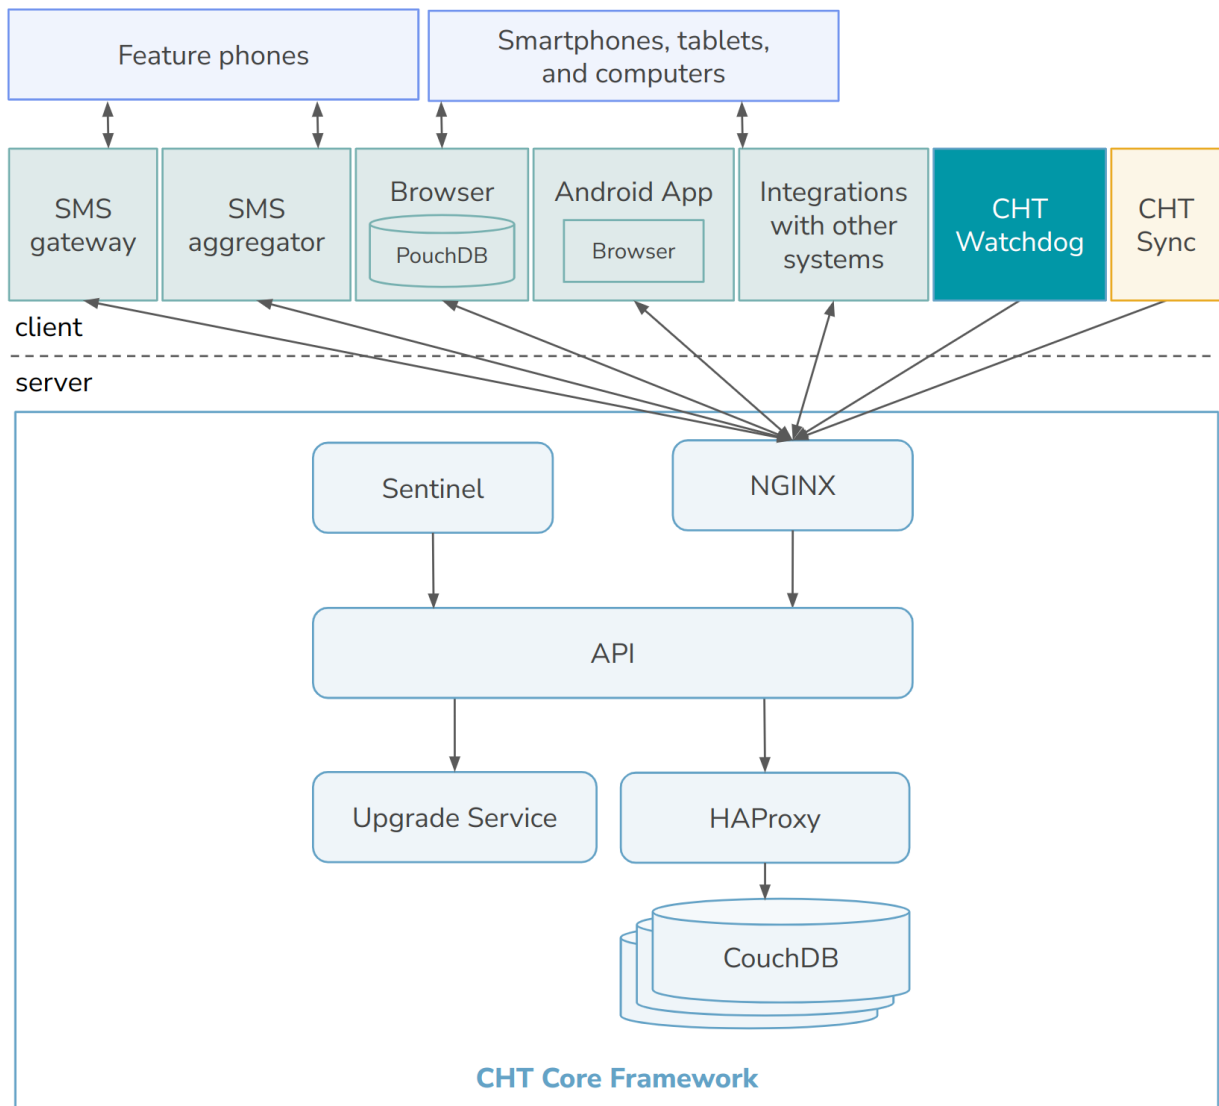 Feature phones
Smartphones, tablets,
and computers
SMS
gateway
SMS
aggregator
Browser
PouchDB
Android App
Browser
Integrations
with other
systems
CHT
Watchdog
CHT
Sync
client
server
Sentinel
NGINX
API
Upgrade Service
HAProxy
CouchDB
CHT Core Framework